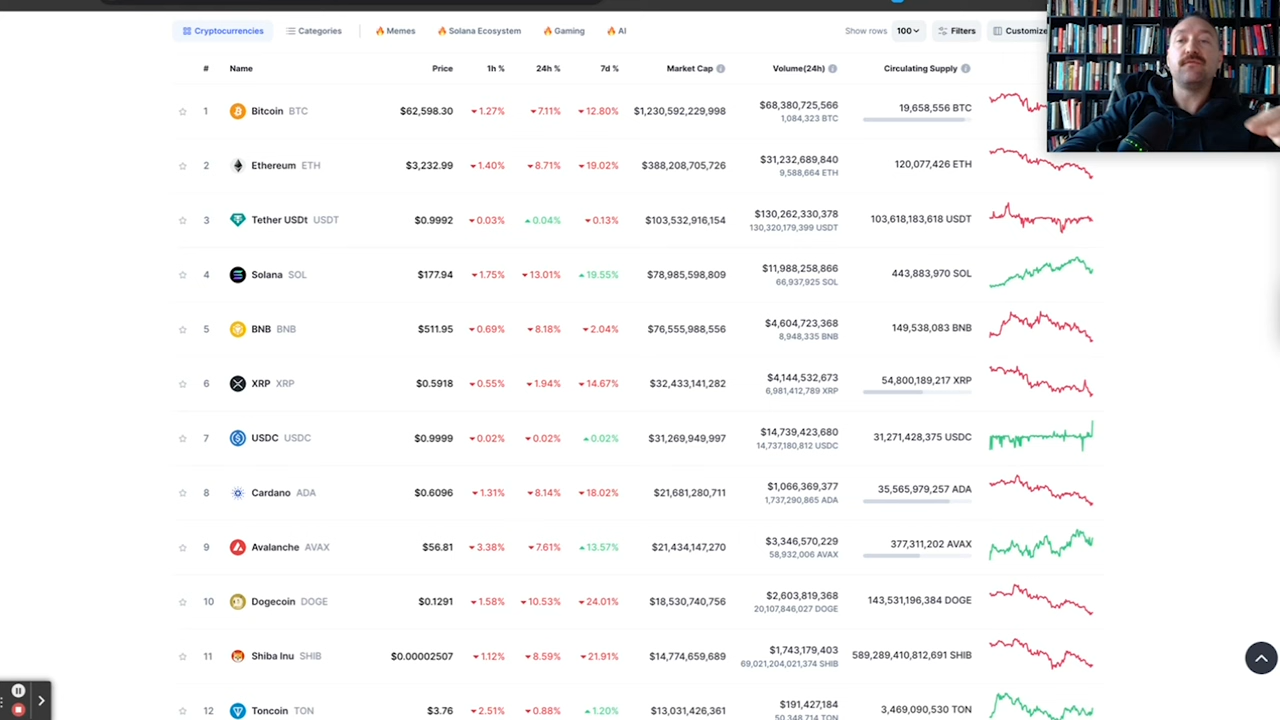 Cryptocurrencies Categories Memes Solana Ecosystem Gaming AI Show rows 100 Filters Customize
# Name Price 1h % 24h % 7d % Market Cap Volume(24h) Circulating Supply
1 Bitcoin BTC $62,598.30 1.27% 7.11% 12.80% $1,230,592,229,998 $68,380,725,566 19,658,556 BTC
1,084,323 BTC
2 Ethereum ETH $3,232.99 1.40% 8.71% 19.02% $388,208,705,726 $31,232,689,840 120,077,426 ETH
9,588,664 ETH
3 Tether USDt USDT $0.9992 0.03% 0.04% 0.13% $103,532,916,154 $130,262,330,378 103,618,183,618 USDT
130,320,179,399 USDT
4 Solana SOL $177.94 1.75% 13.01% 19.55% $78,985,598,809 $11,988,258,866 443,883,970 SOL
66,937,925 SOL
5 BNB BNB $511.95 0.69% 8.18% 2.04% $76,555,988,556 $4,604,723,368 149,538,083 BNB
8,948,335 BNB
6 XRP XRP $0.5918 0.55% 1.94% 14.67% $32,433,141,282 $4,144,532,673 54,800,189,217 XRP
6,981,412,789 XRP
7 USDC USDC $0.9999 0.02% 0.02% 0.02% $31,269,949,997 $14,739,423,680 31,271,428,375 USDC
14,737,180,812 USDC
8 Cardano ADA $0.6096 1.31% 8.14% 18.02% $21,681,280,711 $1,066,369,377 35,565,979,257 ADA
1,737,290,865 ADA
9 Avalanche AVAX $56.81 3.38% 7.61% 13.57% $21,434,147,270 $3,346,570,229 377,311,202 AVAX
58,932,006 AVAX
10 Dogecoin DOGE $0.1291 1.58% 10.53% 24.01% $18,530,740,756 $2,603,819,368 143,531,196,384 DOGE
20,107,846,027 DOGE
11 Shiba Inu SHIB $0.00002507 1.12% 8.59% 21.91% $14,774,659,689 $1,743,179,403 589,289,410,812,691 SHIB
69,021,204,021,374 SHIB
12 Toncoin TON $3.76 2.51% 0.88% 1.20% $13,031,426,361 $191,427,184 3,469,090,530 TON
50,348,714 TON